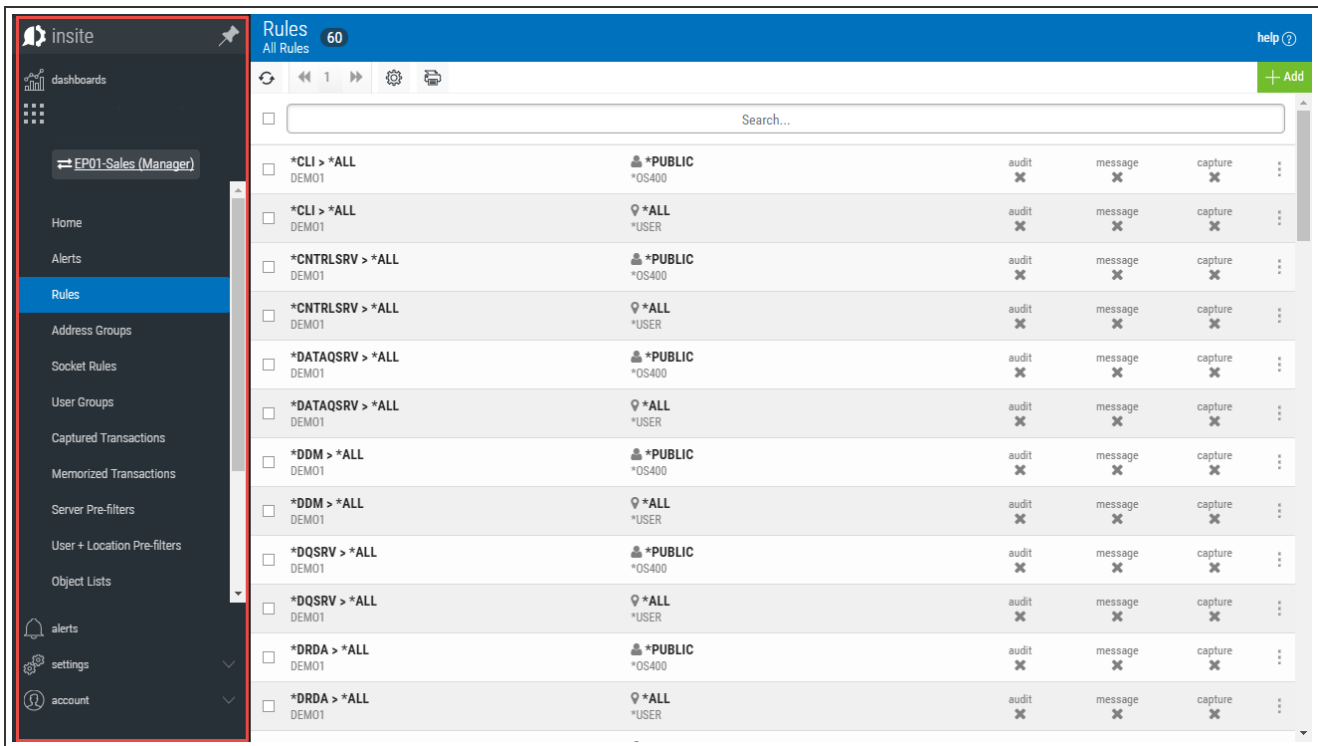 insite
dashboards
EP01-Sales (Manager)
Home
Alerts
Rules
Address Groups
Socket Rules
User Groups
Captured Transactions
Memorized Transactions
Server Pre-filters
User + Location Pre-filters
Object Lists
alerts
settings
account
Rules 60
All Rules
help ?
1
+ Add
Search...
*CLI > *ALL *PUBLIC audit message capture
DEMO1 *OS400
*CLI > *ALL *ALL audit message capture
DEMO1 *USER
*CNTRLSRV > *ALL *PUBLIC audit message capture
DEMO1 *OS400
*CNTRLSRV > *ALL *ALL audit message capture
DEMO1 *USER
*DATAQSRV > *ALL *PUBLIC audit message capture
DEMO1 *OS400
*DATAQSRV > *ALL *ALL audit message capture
DEMO1 *USER
*DDM > *ALL *PUBLIC audit message capture
DEMO1 *OS400
*DDM > *ALL *ALL audit message capture
DEMO1 *USER
*DQSRV > *ALL *PUBLIC audit message capture
DEMO1 *OS400
*DQSRV > *ALL *ALL audit message capture
DEMO1 *USER
*DRDA > *ALL *PUBLIC audit message capture
DEMO1 *OS400
*DRDA > *ALL *ALL audit message capture
DEMO1 *USER